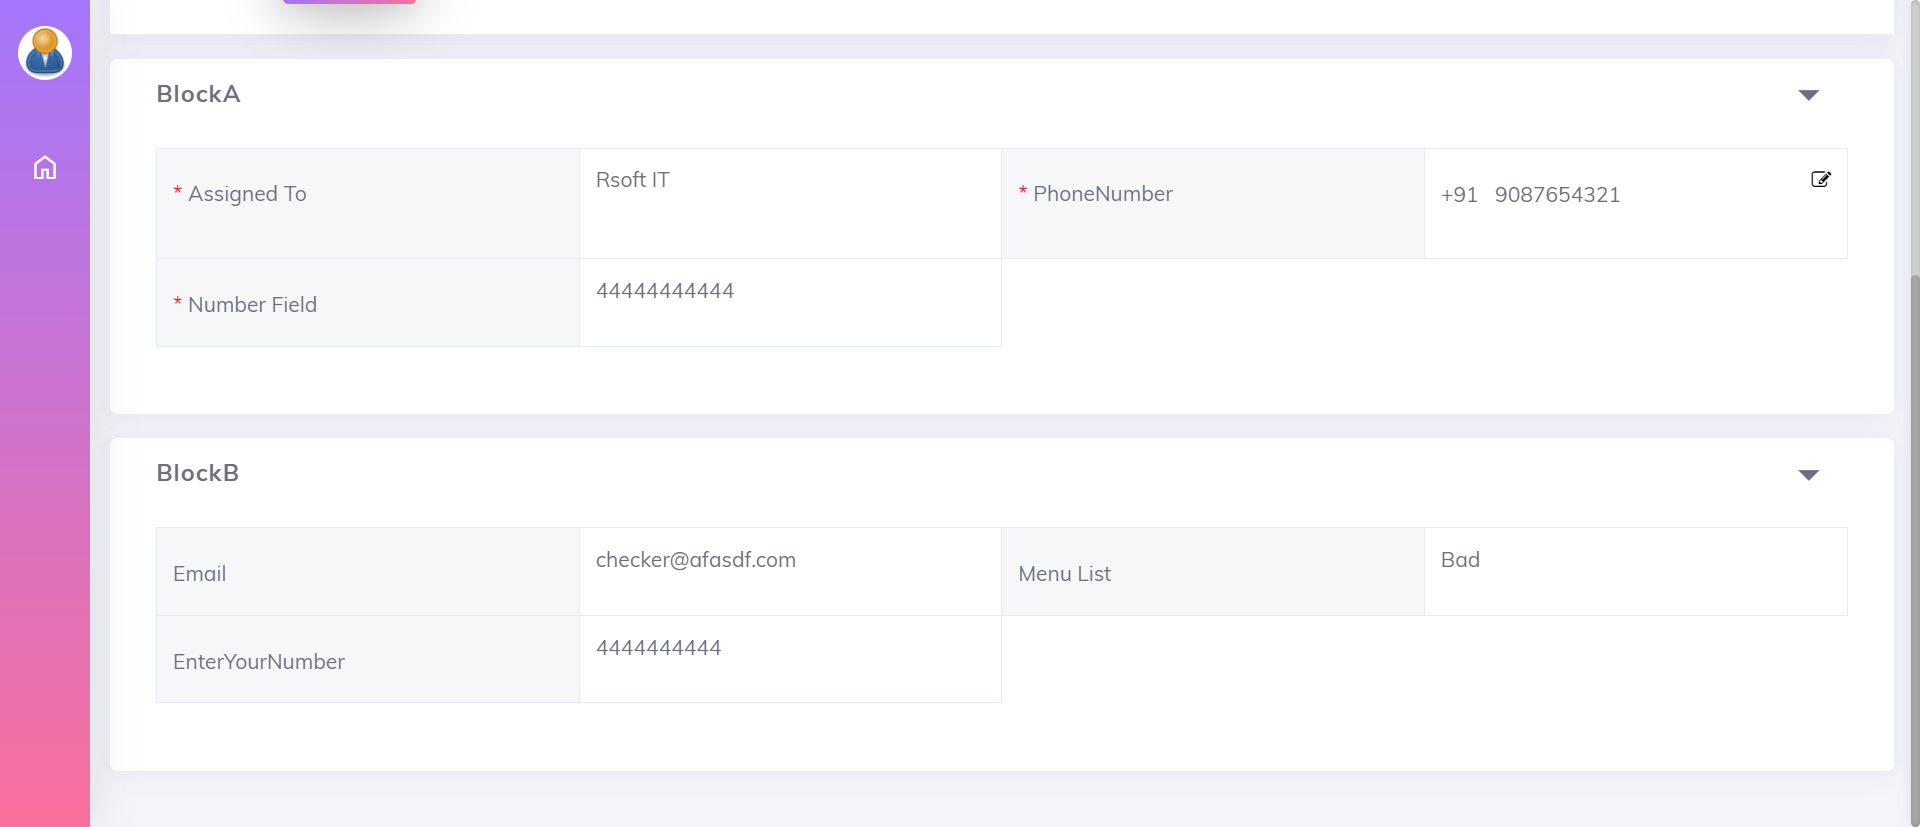 BlockA
* Assigned To
Rsoft IT
* PhoneNumber
+91 9087654321
* Number Field
44444444444
BlockB
Email
checker@afasdf.com
Menu List
Bad
EnterYourNumber
4444444444